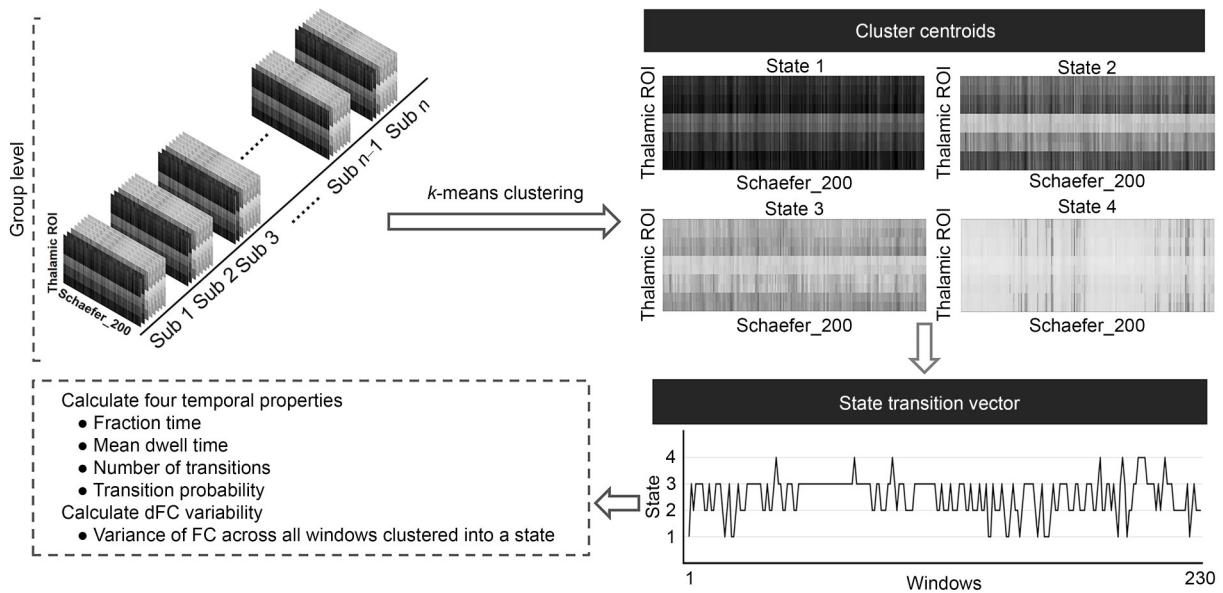 Group level
Thalamic ROI
Schaefer_200
Sub 1
Sub 2
Sub 3
Sub n–1
Sub n
k-means clustering
Cluster centroids
State 1
Thalamic ROI
Schaefer_200
State 2
Thalamic ROI
Schaefer_200
State 3
Thalamic ROI
Schaefer_200
State 4
Thalamic ROI
Schaefer_200
State transition vector
State
4
3
2
1
1
Windows
230
Calculate four temporal properties
● Fraction time
● Mean dwell time
● Number of transitions
● Transition probability
Calculate dFC variability
● Variance of FC across all windows clustered into a state